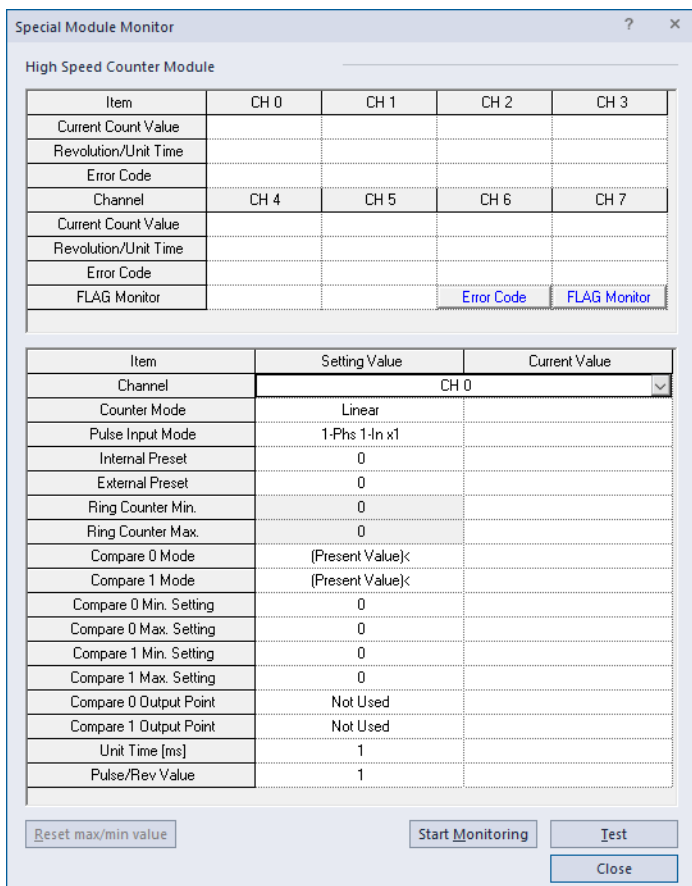 Special Module Monitor ? ×
High Speed Counter Module
Item CH 0 CH 1 CH 2 CH 3
Current Count Value
Revolution/Unit Time
Error Code
Channel CH 4 CH 5 CH 6 CH 7
Current Count Value
Revolution/Unit Time
Error Code
FLAG Monitor Error Code FLAG Monitor
Item Setting Value Current Value
Channel CH 0
Counter Mode Linear
Pulse Input Mode 1-Phs 1-In x1
Internal Preset 0
External Preset 0
Ring Counter Min. 0
Ring Counter Max. 0
Compare 0 Mode (Present Value)<
Compare 1 Mode (Present Value)<
Compare 0 Min. Setting 0
Compare 0 Max. Setting 0
Compare 1 Min. Setting 0
Compare 1 Max. Setting 0
Compare 0 Output Point Not Used
Compare 1 Output Point Not Used
Unit Time [ms] 1
Pulse/Rev Value 1
Reset max/min value Start Monitoring Test
Close